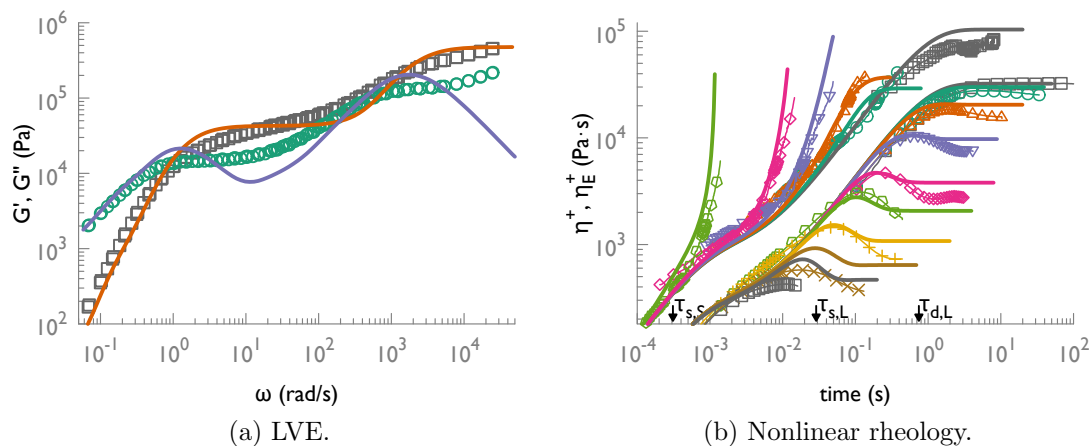 G', G'' (Pa)
10^6
10^5
10^4
10^3
10^2
10^-1
10^0
10^1
10^2
10^3
10^4
ω (rad/s)
(a) LVE.
η^+, η_E^+ (Pa·s)
10^5
10^4
10^3
τ_s,S
τ_s,L
τ_d,L
10^-4
10^-3
10^-2
10^-1
10^0
10^1
10^2
time (s)
(b) Nonlinear rheology.